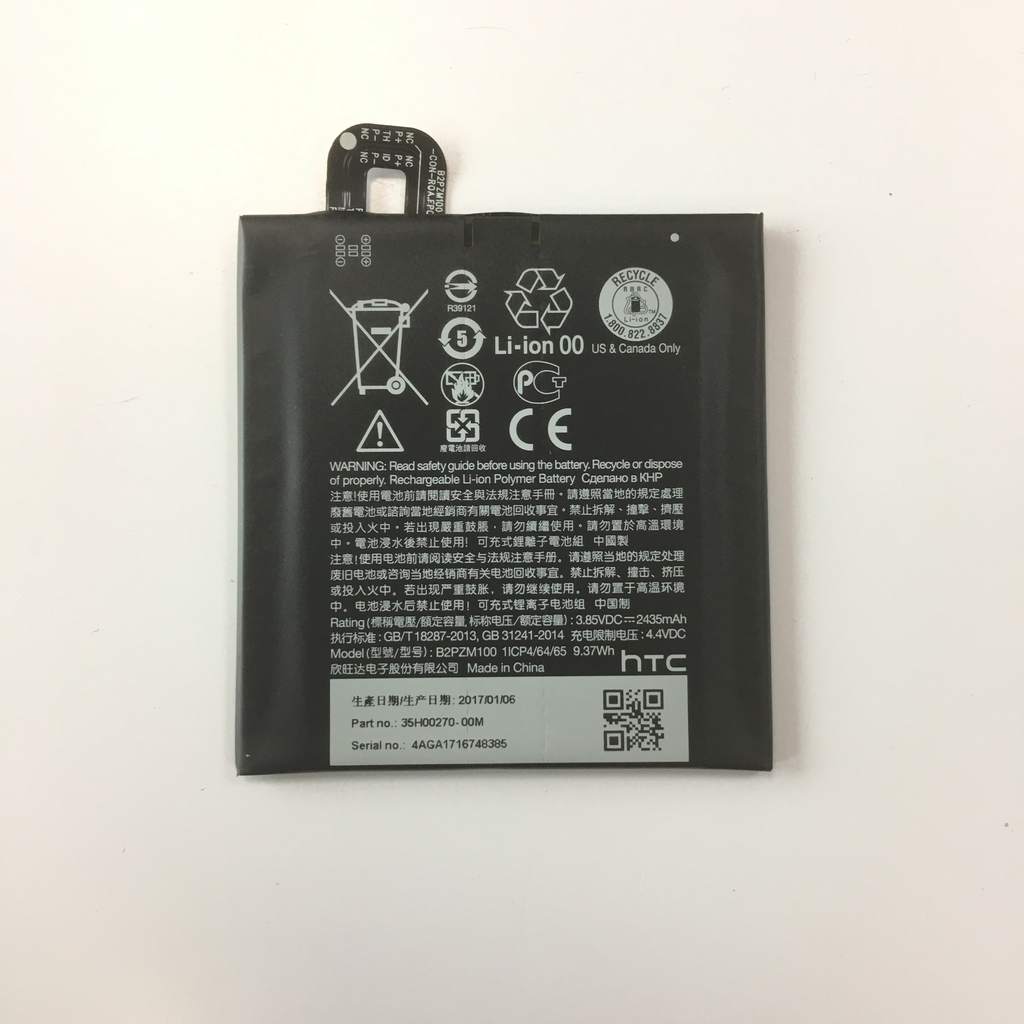 NC NC
P+ P+
TH ID
P- P-
NC NC
B2PZM100
-CON-ROA.FPC
R39121
5
Li-ion 00
RECYCLE
RBRC
Li-ion
TM
1.800.822.8837
US & Canada Only
PCT
廢電池請回收
CE
WARNING: Read safety guide before using the battery. Recycle or dispose
of properly. Rechargeable Li-ion Polymer Battery Сделано в КНР
注意!使用電池前請閱讀安全與法規注意手冊。請遵照當地的規定處理
廢舊電池或諮詢當地經銷商有關電池回收事宜。禁止拆解、撞擊、擠壓
或投入火中。若出現嚴重鼓脹，請勿續繼使用。請勿置於高溫環境
中。電池浸水後禁止使用! 可充式鋰離子電池組 中國製
注意!使用电池前请阅读安全与法规注意手册。请遵照当地的规定处理
废旧电池或咨询当地经销商有关电池回收事宜。禁止拆解、撞击、挤压
或投入火中。若出现严重鼓胀，请勿继续使用。请勿置于高温环境
中。电池浸水后禁止使用! 可充式锂离子电池组 中国制
Rating (標稱電壓/額定容量, 标称电压/额定容量) : 3.85VDC⎓2435mAh
执行标准: GB/T 18287-2013, GB 31241-2014 充电限制电压: 4.4VDC
Model (型號/型号): B2PZM100 1ICP4/64/65 9.37Wh
欣旺达电子股份有限公司 Made in China
hTC
生產日期/生产日期: 2017/01/06
Part no.: 35H00270-00M
Serial no.: 4AGA1716748385